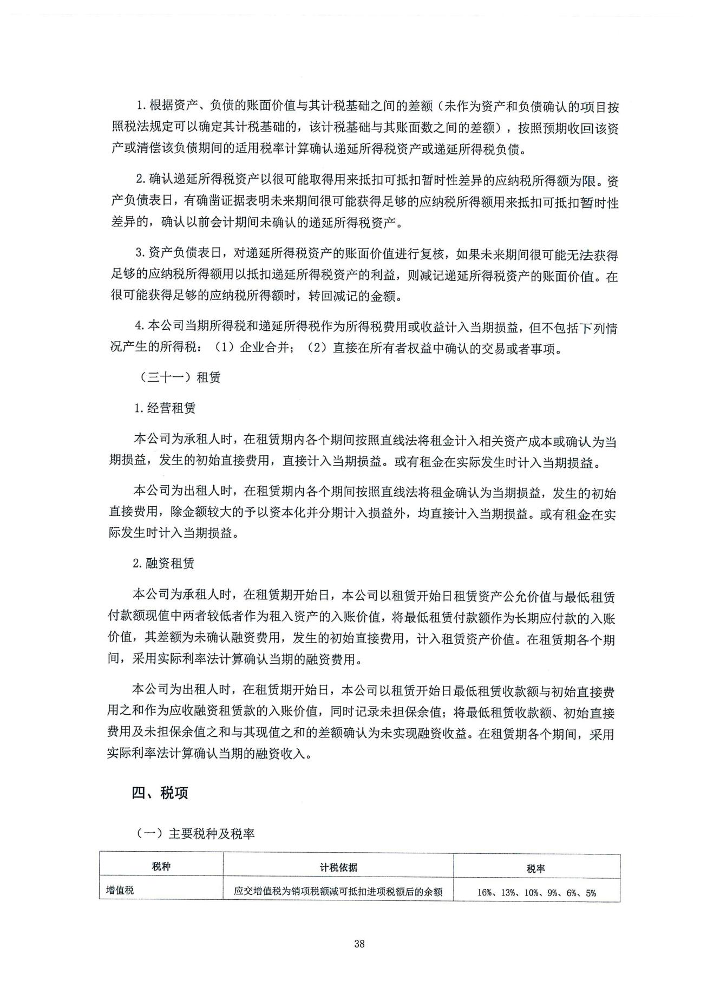 1.根据资产、负债的账面价值与其计税基础之间的差额（未作为资产和负债确认的项目按
照税法规定可以确定其计税基础的，该计税基础与其账面数之间的差额），按照预期收回该资
产或清偿该负债期间的适用税率计算确认递延所得税资产或递延所得税负债。
2.确认递延所得税资产以很可能取得用来抵扣可抵扣暂时性差异的应纳税所得额为限。资
产负债表日，有确凿证据表明未来期间很可能获得足够的应纳税所得额用来抵扣可抵扣暂时性
差异的，确认以前会计期间未确认的递延所得税资产。
3.资产负债表日，对递延所得税资产的账面价值进行复核，如果未来期间很可能无法获得
足够的应纳税所得额用以抵扣递延所得税资产的利益，则减记递延所得税资产的账面价值。在
很可能获得足够的应纳税所得额时，转回减记的金额。
4.本公司当期所得税和递延所得税作为所得税费用或收益计入当期损益，但不包括下列情
况产生的所得税：（1）企业合并；（2）直接在所有者权益中确认的交易或者事项。
（三十一）租赁
1.经营租赁
本公司为承租人时，在租赁期内各个期间按照直线法将租金计入相关资产成本或确认为当
期损益，发生的初始直接费用，直接计入当期损益。或有租金在实际发生时计入当期损益。
本公司为出租人时，在租赁期内各个期间按照直线法将租金确认为当期损益，发生的初始
直接费用，除金额较大的予以资本化并分期计入损益外，均直接计入当期损益。或有租金在实
际发生时计入当期损益。
2.融资租赁
本公司为承租人时，在租赁期开始日，本公司以租赁开始日租赁资产公允价值与最低租赁
付款额现值中两者较低者作为租入资产的入账价值，将最低租赁付款额作为长期应付款的入账
价值，其差额为未确认融资费用，发生的初始直接费用，计入租赁资产价值。在租赁期各个期
间，采用实际利率法计算确认当期的融资费用。
本公司为出租人时，在租赁期开始日，本公司以租赁开始日最低租赁收款额与初始直接费
用之和作为应收融资租赁款的入账价值，同时记录未担保余值；将最低租赁收款额、初始直接
费用及未担保余值之和与其现值之和的差额确认为未实现融资收益。在租赁期各个期间，采用
实际利率法计算确认当期的融资收入。
四、税项
（一）主要税种及税率
税种 计税依据 税率
增值税 应交增值税为销项税额减可抵扣进项税额后的余额 16%、13%、10%、9%、6%、5%
38